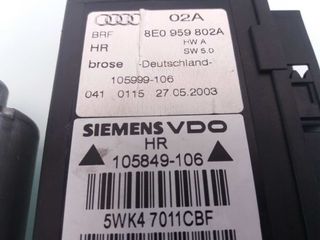 02A
BRF 8E0 959 802A
HR HW A
SW 5.0
brose -Deutschland-
105999-106
041 0115 27.05.2003
SIEMENS VDO
HR
105849-106
5WK4 7011CBF